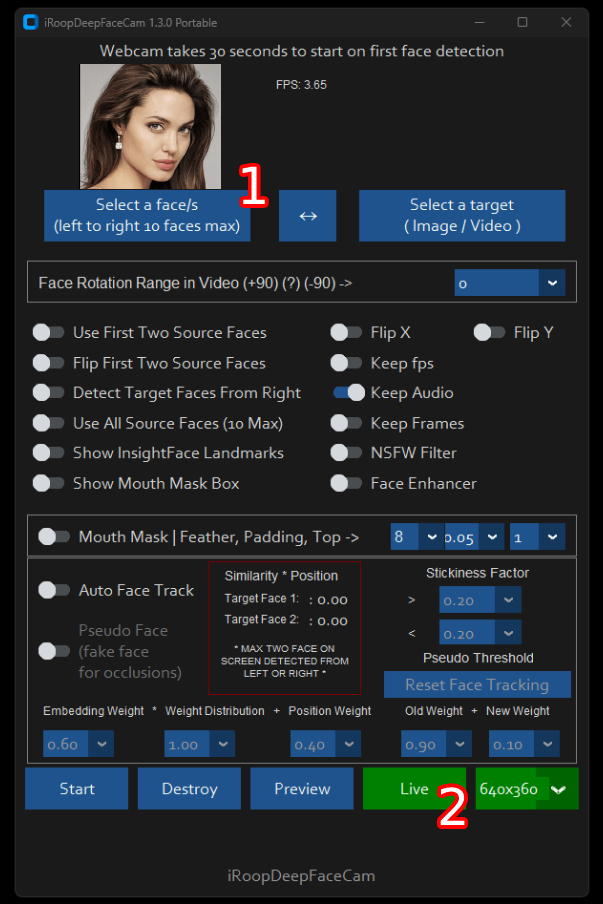 iRoopDeepFaceCam 1.3.0 Portable
Webcam takes 30 seconds to start on first face detection
FPS: 3.65
1
Select a face/s
(left to right 10 faces max)
↔
Select a target
( Image / Video )
Face Rotation Range in Video (+90) (?) (-90) -> 0
Use First Two Source Faces
Flip X
Flip Y
Flip First Two Source Faces
Keep fps
Detect Target Faces From Right
Keep Audio
Use All Source Faces (10 Max)
Keep Frames
Show InsightFace Landmarks
NSFW Filter
Show Mouth Mask Box
Face Enhancer
Mouth Mask | Feather, Padding, Top -> 8 0.05 1
Auto Face Track
Pseudo Face
(fake face
for occlusions)
Similarity * Position
Target Face 1: : 0.00
Target Face 2: : 0.00
* MAX TWO FACE ON
SCREEN DETECTED FROM
LEFT OR RIGHT *
Stickiness Factor
> 0.20
< 0.20
Pseudo Threshold
Reset Face Tracking
Embedding Weight * Weight Distribution + Position Weight
Old Weight + New Weight
0.60 1.00 0.40 0.90 0.10
Start
Destroy
Preview
Live
2
640x360
iRoopDeepFaceCam